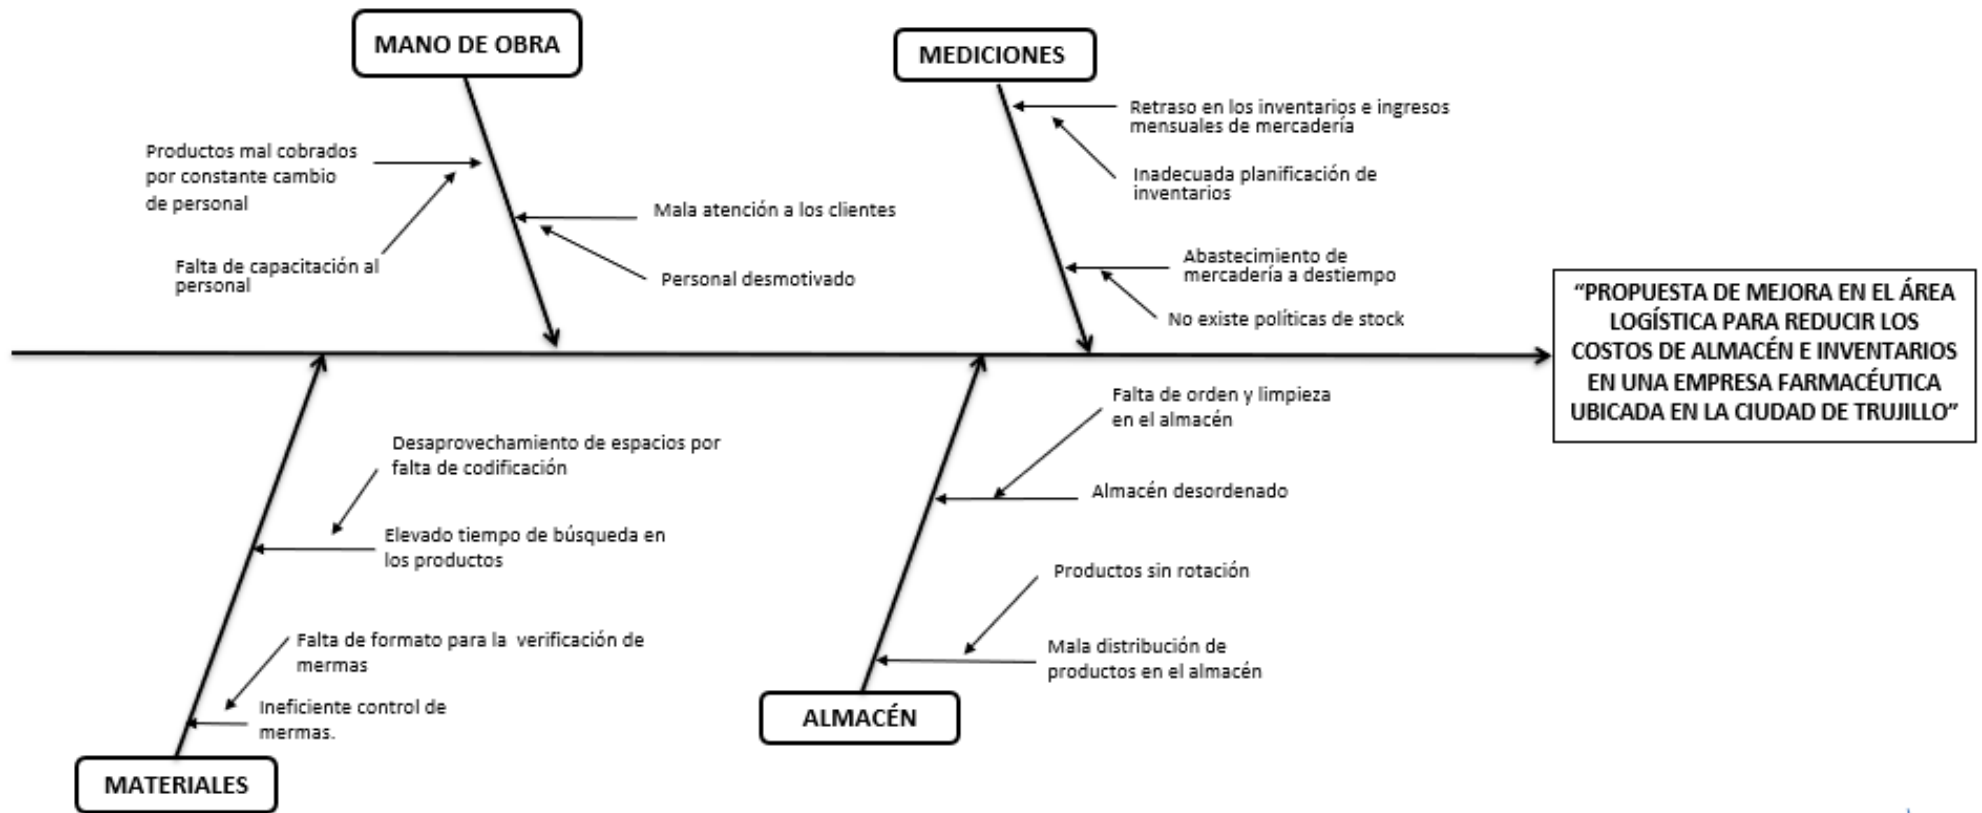 MANO DE OBRA
MEDICIONES
Productos mal cobrados
por constante cambio
de personal
Falta de capacitación al
personal
Mala atención a los clientes
Personal desmotivado
Retraso en los inventarios e ingresos
mensuales de mercadería
Inadecuada planificación de
inventarios
Abastecimiento de
mercadería a destiempo
No existe políticas de stock
“PROPUESTA DE MEJORA EN EL ÁREA
LOGÍSTICA PARA REDUCIR LOS
COSTOS DE ALMACÉN E INVENTARIOS
EN UNA EMPRESA FARMACÉUTICA
UBICADA EN LA CIUDAD DE TRUJILLO”
Desaprovechamiento de espacios por
falta de codificación
Elevado tiempo de búsqueda en
los productos
Falta de formato para la verificación de
mermas
Ineficiente control de
mermas.
MATERIALES
Falta de orden y limpieza
en el almacén
Almacén desordenado
Productos sin rotación
Mala distribución de
productos en el almacén
ALMACÉN